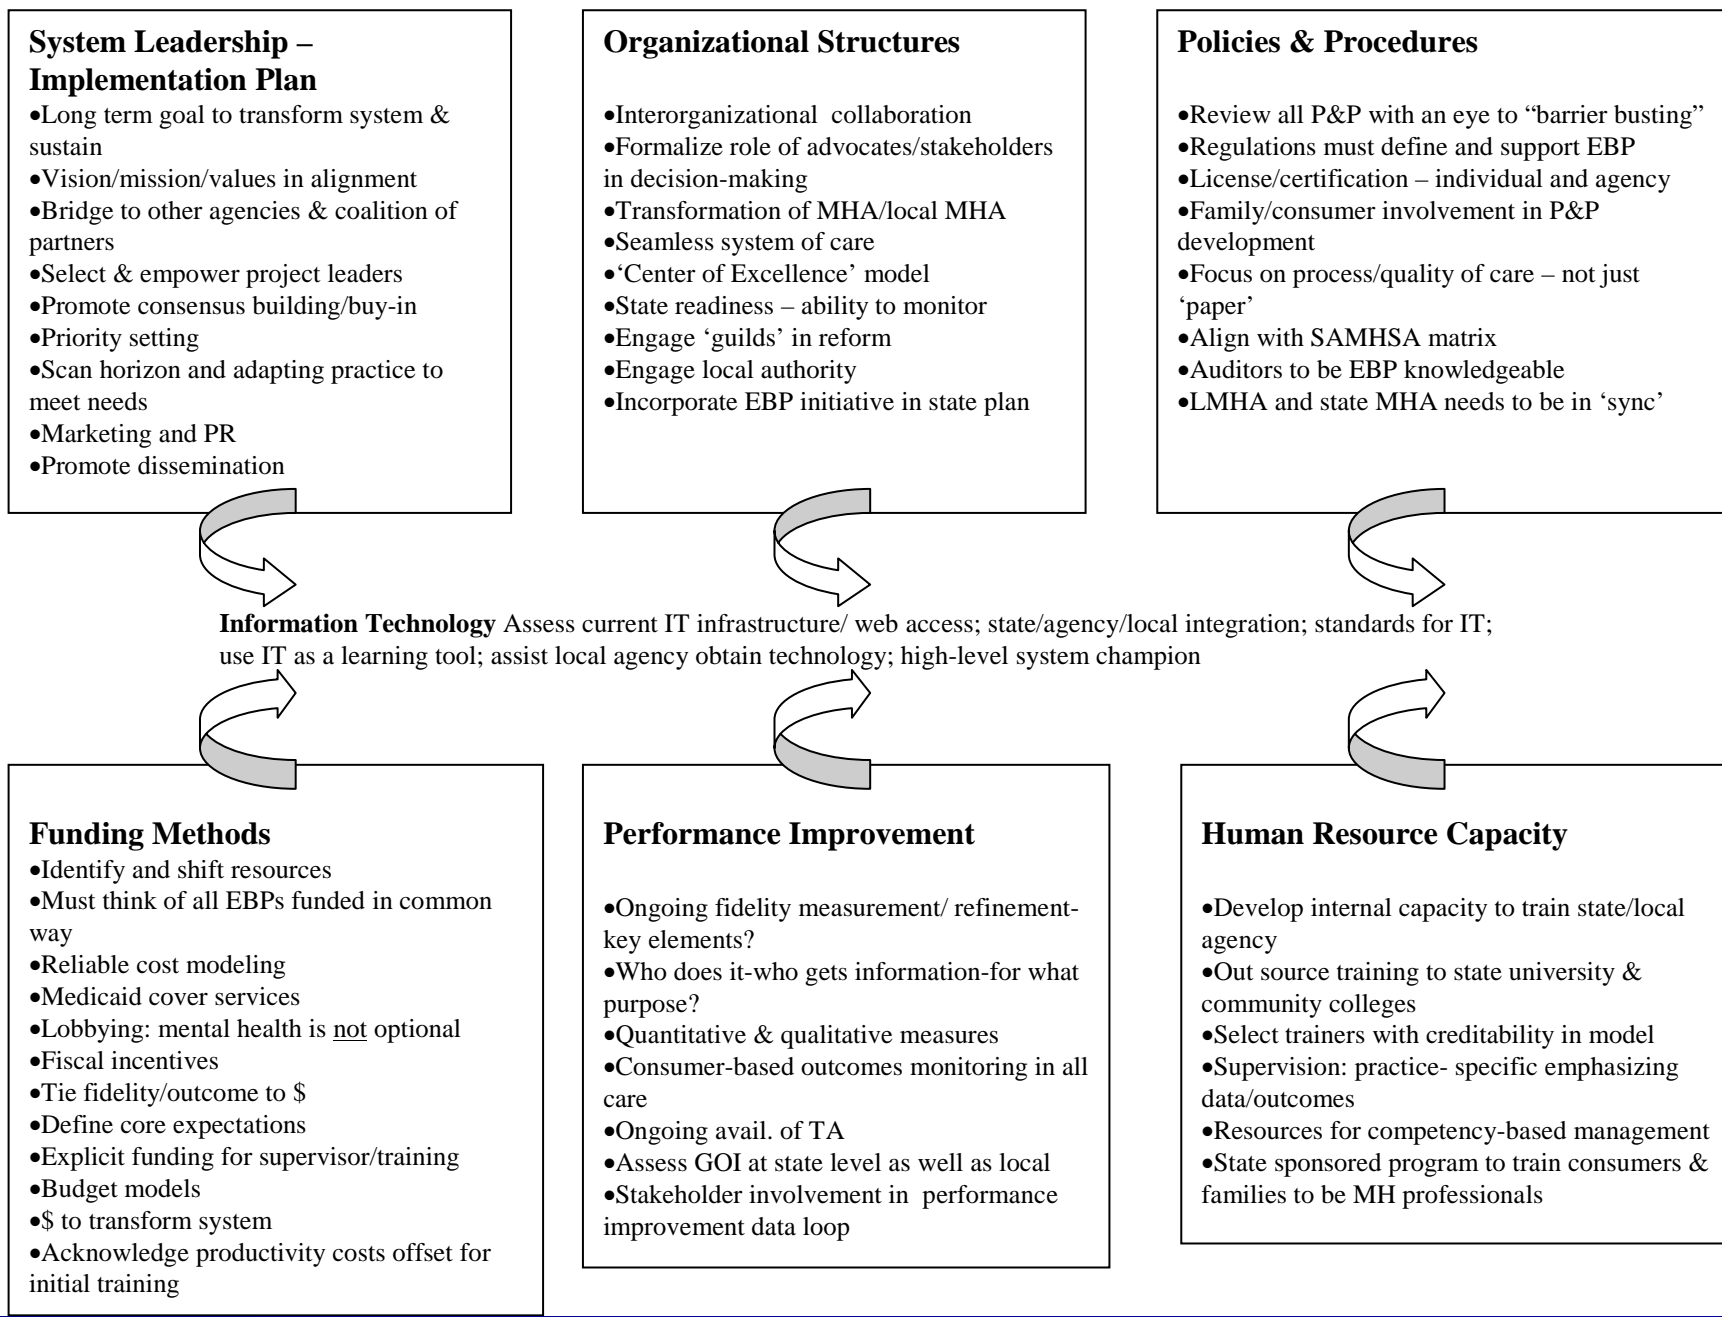 System Leadership –
Implementation Plan
•Long term goal to transform system &
sustain
•Vision/mission/values in alignment
•Bridge to other agencies & coalition of
partners
•Select & empower project leaders
•Promote consensus building/buy-in
•Priority setting
•Scan horizon and adapting practice to
meet needs
•Marketing and PR
•Promote dissemination
Organizational Structures
•Interorganizational collaboration
•Formalize role of advocates/stakeholders
in decision-making
•Transformation of MHA/local MHA
•Seamless system of care
•‘Center of Excellence’ model
•State readiness – ability to monitor
•Engage ‘guilds’ in reform
•Engage local authority
•Incorporate EBP initiative in state plan
Policies & Procedures
•Review all P&P with an eye to “barrier busting”
•Regulations must define and support EBP
•License/certification – individual and agency
•Family/consumer involvement in P&P
development
•Focus on process/quality of care – not just
‘paper’
•Align with SAMHSA matrix
•Auditors to be EBP knowledgeable
•LMHA and state MHA needs to be in ‘sync’
Information Technology Assess current IT infrastructure/ web access; state/agency/local integration; standards for IT;
use IT as a learning tool; assist local agency obtain technology; high-level system champion
Funding Methods
•Identify and shift resources
•Must think of all EBPs funded in common
way
•Reliable cost modeling
•Medicaid cover services
•Lobbying: mental health is not optional
•Fiscal incentives
•Tie fidelity/outcome to $
•Define core expectations
•Explicit funding for supervisor/training
•Budget models
•$ to transform system
•Acknowledge productivity costs offset for
initial training
Performance Improvement
•Ongoing fidelity measurement/ refinement-
key elements?
•Who does it-who gets information-for what
purpose?
•Quantitative & qualitative measures
•Consumer-based outcomes monitoring in all
care
•Ongoing avail. of TA
•Assess GOI at state level as well as local
•Stakeholder involvement in performance
improvement data loop
Human Resource Capacity
•Develop internal capacity to train state/local
agency
•Out source training to state university &
community colleges
•Select trainers with creditability in model
•Supervision: practice- specific emphasizing
data/outcomes
•Resources for competency-based management
•State sponsored program to train consumers &
families to be MH professionals